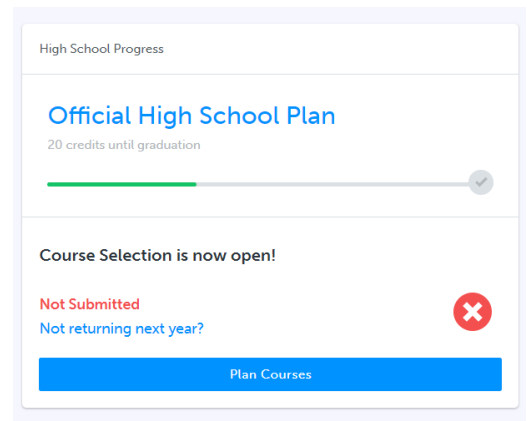 High School Progress
Official High School Plan
20 credits until graduation
Course Selection is now open!
Not Submitted
Not returning next year?
Plan Courses